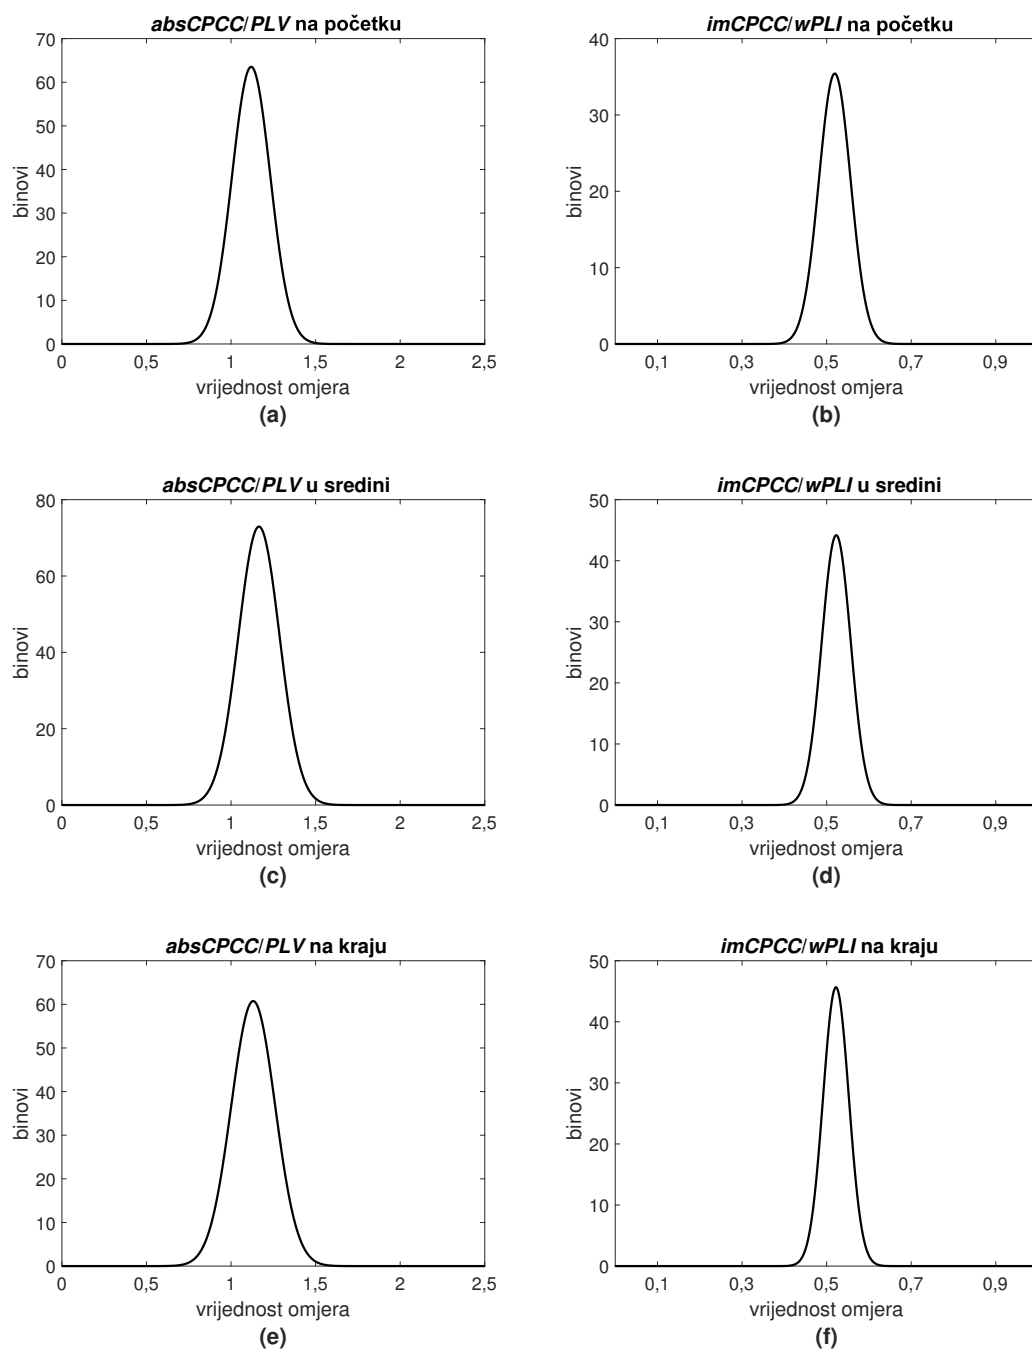 absCPCC/PLV na početku
70
60
50
40
30
20
10
0
binovi
0 0,5 1 1,5 2 2,5
vrijednost omjera
(a)
imCPCC/wPLI na početku
40
30
20
10
0
binovi
0,1 0,3 0,5 0,7 0,9
vrijednost omjera
(b)
absCPCC/PLV u sredini
80
60
40
20
0
binovi
0 0,5 1 1,5 2 2,5
vrijednost omjera
(c)
imCPCC/wPLI u sredini
50
40
30
20
10
0
binovi
0,1 0,3 0,5 0,7 0,9
vrijednost omjera
(d)
absCPCC/PLV na kraju
70
60
50
40
30
20
10
0
binovi
0 0,5 1 1,5 2 2,5
vrijednost omjera
(e)
imCPCC/wPLI na kraju
50
40
30
20
10
0
binovi
0,1 0,3 0,5 0,7 0,9
vrijednost omjera
(f)